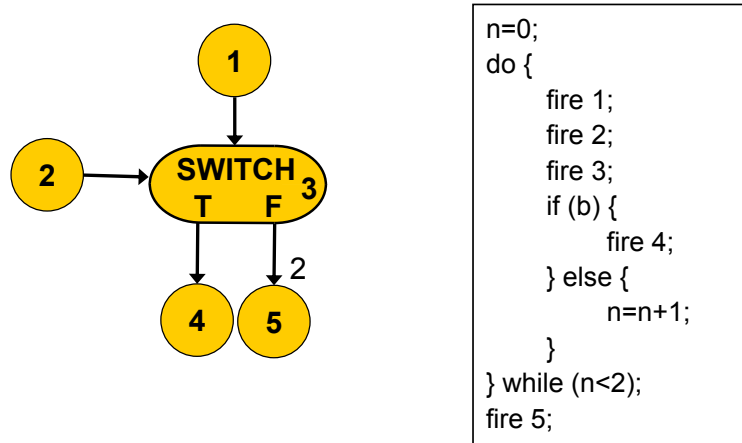 1
2
SWITCH 3
T F
2
4 5
n=0;
do {
fire 1;
fire 2;
fire 3;
if (b) {
fire 4;
} else {
n=n+1;
}
} while (n<2);
fire 5;